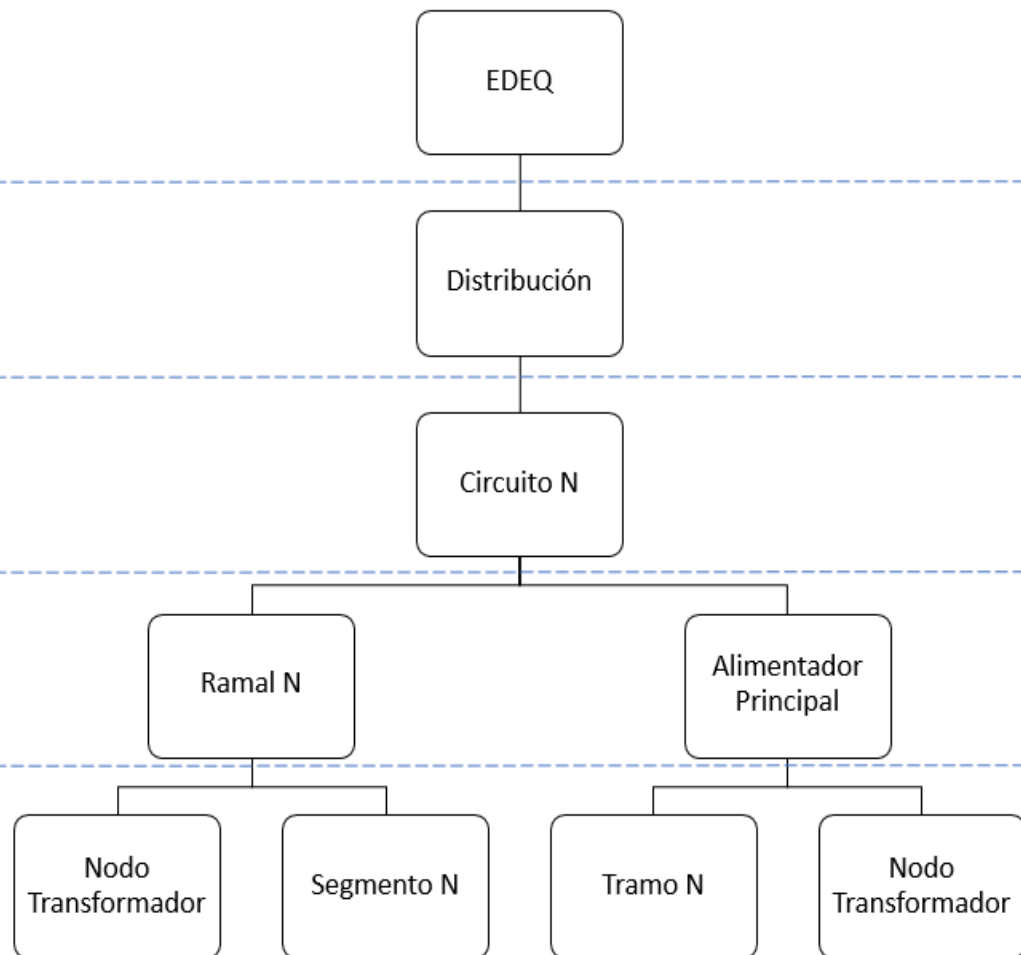 EDEQ
Distribución
Circuito N
Ramal N
Alimentador
Principal
Nodo
Transformador
Segmento N
Tramo N
Nodo
Transformador